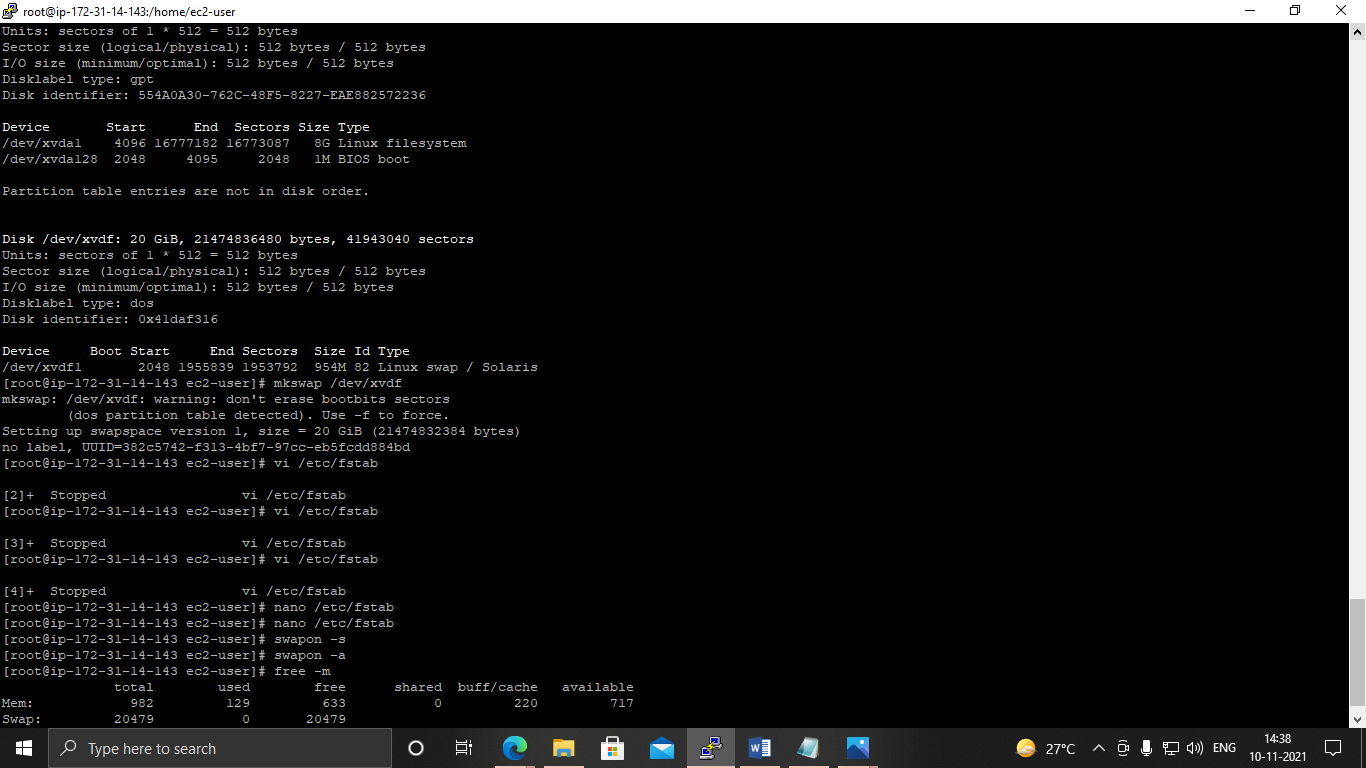 root@ip-172-31-14-143:/home/ec2-user
Units: sectors of 1 * 512 = 512 bytes
Sector size (logical/physical): 512 bytes / 512 bytes
I/O size (minimum/optimal): 512 bytes / 512 bytes
Disklabel type: gpt
Disk identifier: 554A0A30-762C-48F5-8227-EAE882572236
Device       Start      End  Sectors Size Type
/dev/xvda1    4096 16777182 16773087   8G Linux filesystem
/dev/xvda128  2048     4095     2048   1M BIOS boot
Partition table entries are not in disk order.
Disk /dev/xvdf: 20 GiB, 21474836480 bytes, 41943040 sectors
Units: sectors of 1 * 512 = 512 bytes
Sector size (logical/physical): 512 bytes / 512 bytes
I/O size (minimum/optimal): 512 bytes / 512 bytes
Disklabel type: dos
Disk identifier: 0x41daf316
Device     Boot Start     End Sectors  Size Id Type
/dev/xvdf1       2048 1955839 1953792  954M 82 Linux swap / Solaris
[root@ip-172-31-14-143 ec2-user]# mkswap /dev/xvdf
mkswap: /dev/xvdf: warning: don't erase bootbits sectors
        (dos partition table detected). Use -f to force.
Setting up swapspace version 1, size = 20 GiB (21474832384 bytes)
no label, UUID=382c5742-f313-4bf7-97cc-eb5fcdd884bd
[root@ip-172-31-14-143 ec2-user]# vi /etc/fstab
[2]+  Stopped                 vi /etc/fstab
[root@ip-172-31-14-143 ec2-user]# vi /etc/fstab
[3]+  Stopped                 vi /etc/fstab
[root@ip-172-31-14-143 ec2-user]# vi /etc/fstab
[4]+  Stopped                 vi /etc/fstab
[root@ip-172-31-14-143 ec2-user]# nano /etc/fstab
[root@ip-172-31-14-143 ec2-user]# nano /etc/fstab
[root@ip-172-31-14-143 ec2-user]# swapon -s
[root@ip-172-31-14-143 ec2-user]# swapon -a
[root@ip-172-31-14-143 ec2-user]# free -m
              total        used        free      shared  buff/cache   available
Mem:            982         129         633           0         220         717
Swap:         20479           0       20479
Type here to search
27°C
ENG
14:38
10-11-2021